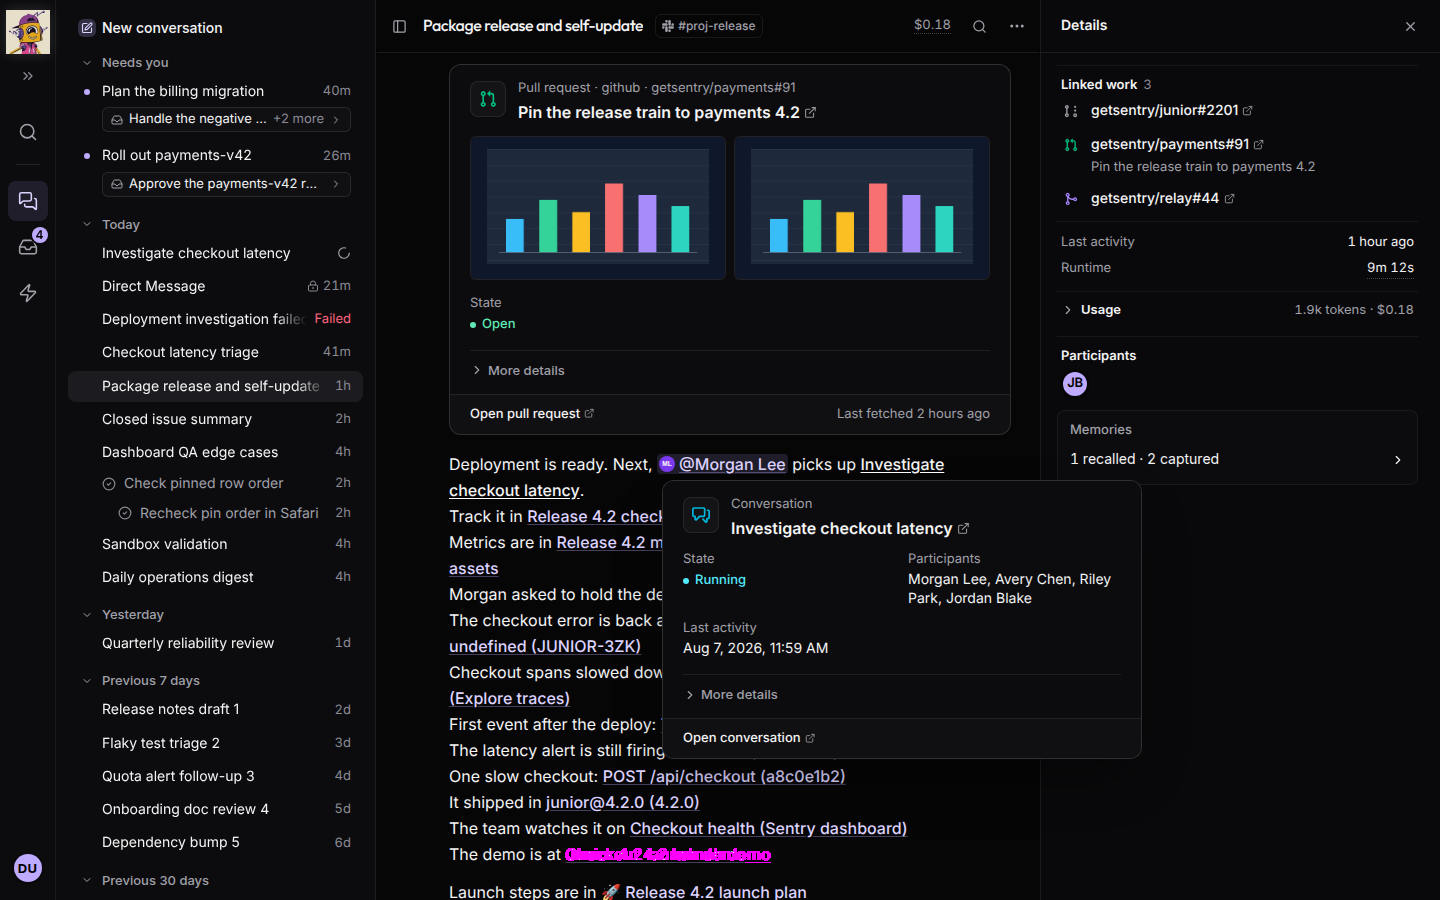 New conversation
Needs you
Plan the billing migration 40m
Handle the negative ... +2 more
Roll out payments-v42 26m
Approve the payments-v42 r...
Today
Investigate checkout latency
4
Direct Message 21m
Deployment investigation failed Failed
Checkout latency triage 41m
Package release and self-update 1h
Closed issue summary 2h
Dashboard QA edge cases 4h
Check pinned row order 2h
Recheck pin order in Safari 2h
Sandbox validation 4h
Daily operations digest 4h
Yesterday
Quarterly reliability review 1d
Previous 7 days
Release notes draft 1 2d
Flaky test triage 2 3d
Quota alert follow-up 3 4d
Onboarding doc review 4 5d
Dependency bump 5 6d
DU
Previous 30 days
Package release and self-update #proj-release $0.18
Pull request · github · getsentry/payments#91
Pin the release train to payments 4.2
State
Open
More details
Open pull request Last fetched 2 hours ago
Deployment is ready. Next, ML @Morgan Lee picks up Investigate
checkout latency.
Track it in Release 4.2 check
Metrics are in Release 4.2 m
assets
Morgan asked to hold the de
The checkout error is back a
undefined (JUNIOR-3ZK)
Checkout spans slowed dow
(Explore traces)
First event after the deploy:
The latency alert is still firing
One slow checkout: POST /api/checkout (a8c0e1b2)
It shipped in junior@4.2.0 (4.2.0)
The team watches it on Checkout health (Sentry dashboard)
The demo is at
Launch steps are in 🚀 Release 4.2 launch plan
Conversation
Investigate checkout latency
State
Running
Participants
Morgan Lee, Avery Chen, Riley
Park, Jordan Blake
Last activity
Aug 7, 2026, 11:59 AM
More details
Open conversation
Details
Linked work 3
getsentry/junior#2201
getsentry/payments#91
Pin the release train to payments 4.2
getsentry/relay#44
Last activity 1 hour ago
Runtime 9m 12s
Usage 1.9k tokens · $0.18
Participants
JB
Memories
1 recalled · 2 captured